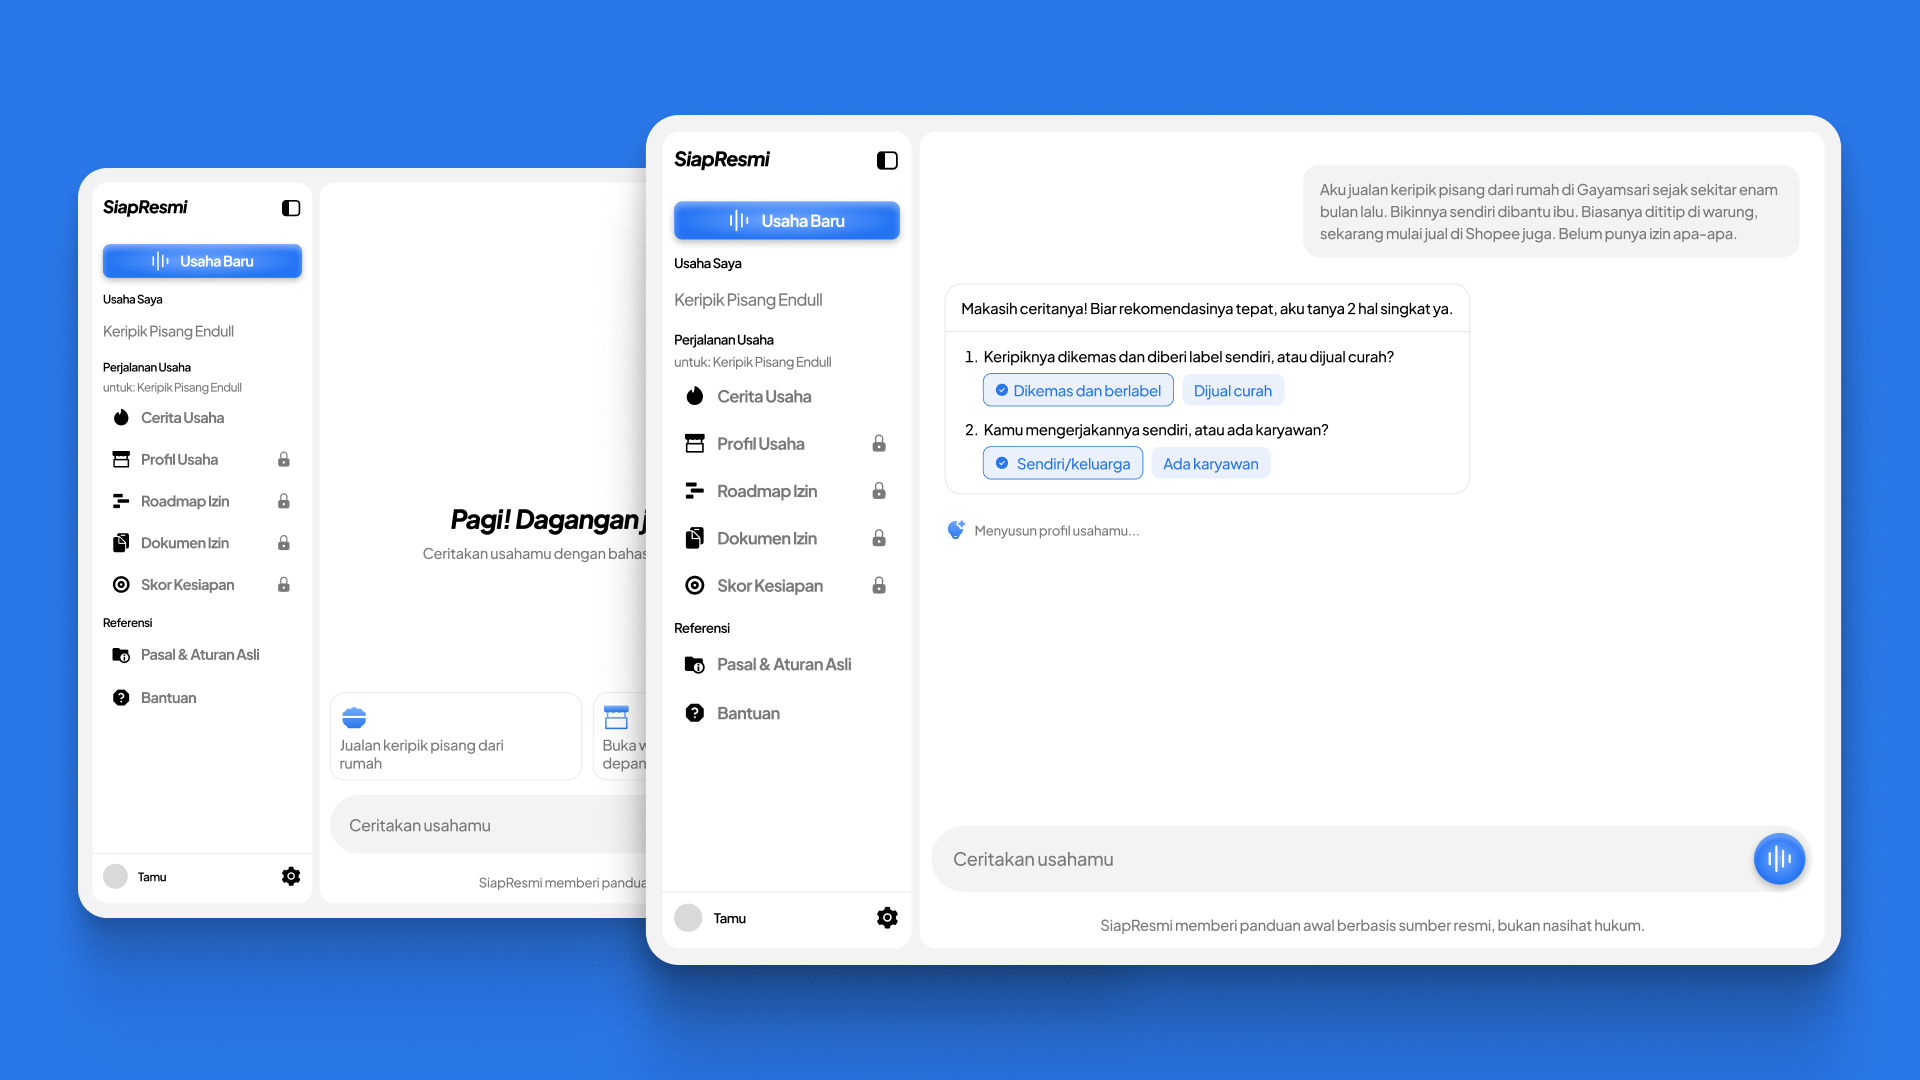 SiapResmi
Usaha Baru
Usaha Saya
Keripik Pisang Endull
Perjalanan Usaha
untuk: Keripik Pisang Endull
Cerita Usaha
Profil Usaha
Roadmap Izin
Dokumen Izin
Skor Kesiapan
Referensi
Pasal & Aturan Asli
Bantuan
Tamu
Pagi! Dagangan
Ceritakan usahamu dengan bahas
Jualan keripik pisang dari
rumah
Buka
depan
Ceritakan usahamu
SiapResmi memberi pandua
SiapResmi
Usaha Baru
Usaha Saya
Keripik Pisang Endull
Perjalanan Usaha
untuk: Keripik Pisang Endull
Cerita Usaha
Profil Usaha
Roadmap Izin
Dokumen Izin
Skor Kesiapan
Referensi
Pasal & Aturan Asli
Bantuan
Tamu
Aku jualan keripik pisang dari rumah di Gayamsari sejak sekitar enam
bulan lalu. Bikinnya sendiri dibantu ibu. Biasanya dititip di warung,
sekarang mulai jual di Shopee juga. Belum punya izin apa-apa.
Makasih ceritanya! Biar rekomendasinya tepat, aku tanya 2 hal singkat ya.
1. Keripiknya dikemas dan diberi label sendiri, atau dijual curah?
Dikemas dan berlabel Dijual curah
2. Kamu mengerjakannya sendiri, atau ada karyawan?
Sendiri/keluarga Ada karyawan
Menyusun profil usahamu...
Ceritakan usahamu
SiapResmi memberi panduan awal berbasis sumber resmi, bukan nasihat hukum.